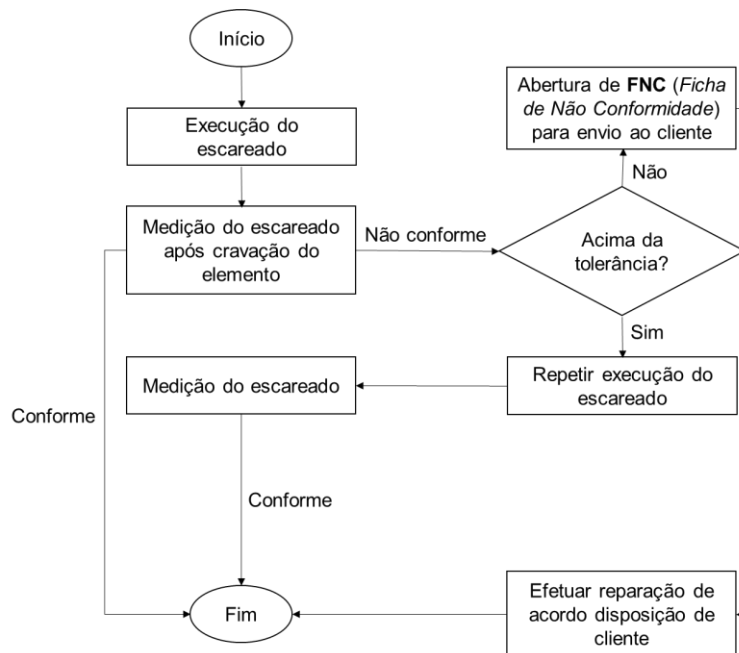 Início
Execução do
escareado
Medição do escareado
após cravação do
elemento
Não conforme
Abertura de FNC (Ficha
de Não Conformidade)
para envio ao cliente
Não
Acima da
tolerância?
Sim
Repetir execução do
escareado
Medição do escareado
Conforme
Conforme
Fim
Efetuar reparação de
acordo disposição de
cliente